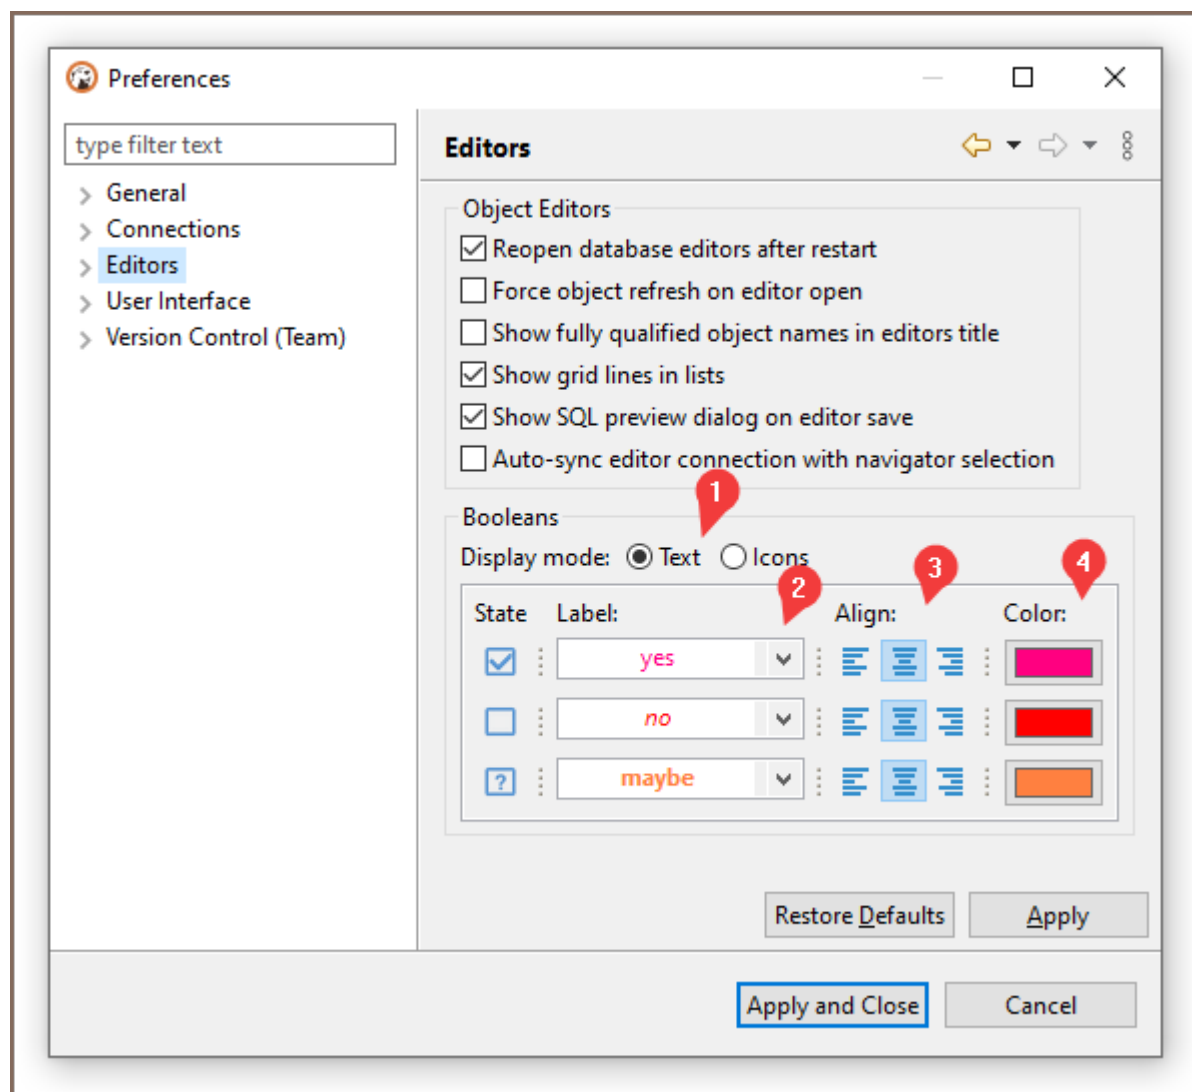 Preferences
type filter text
General
Connections
Editors
User Interface
Version Control (Team)
Editors
Object Editors
Reopen database editors after restart
Force object refresh on editor open
Show fully qualified object names in editors title
Show grid lines in lists
Show SQL preview dialog on editor save
Auto-sync editor connection with navigator selection
1
Booleans
Display mode: Text Icons
2
3
4
State Label: Align: Color:
yes
no
? maybe
Restore Defaults Apply
Apply and Close Cancel